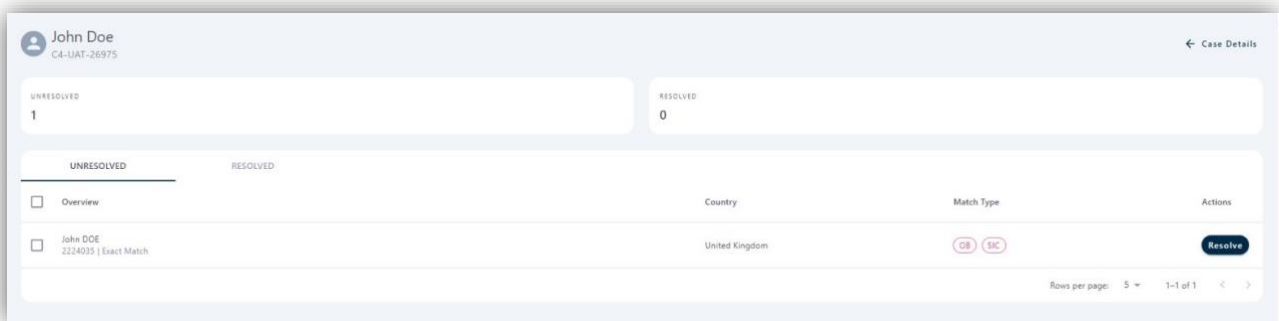 John Doe
C4-UAT-26975
← Case Details
UNRESOLVED
1
RESOLVED
0
UNRESOLVED RESOLVED
Overview Country Match Type Actions
John DOE
2224035 | Exact Match
United Kingdom OB SIC Resolve
Rows per page: 5 1–1 of 1 < >